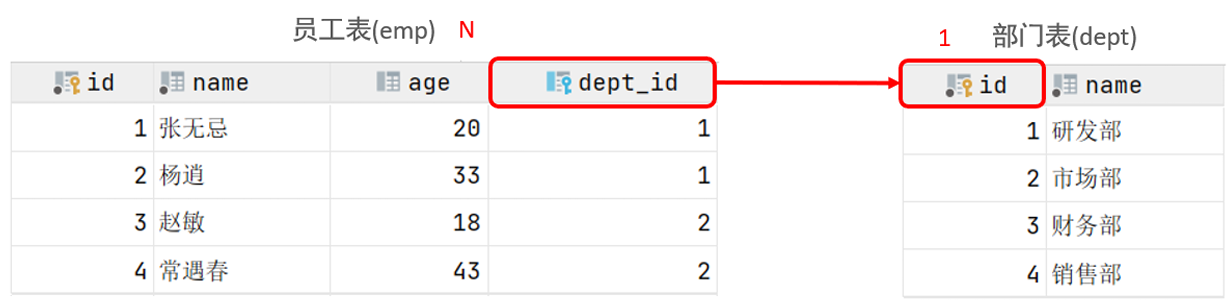 员工表(emp) N
1 部门表(dept)
id name age dept_id
1 张无忌 20 1
2 杨逍 33 1
3 赵敏 18 2
4 常遇春 43 2
id name
1 研发部
2 市场部
3 财务部
4 销售部